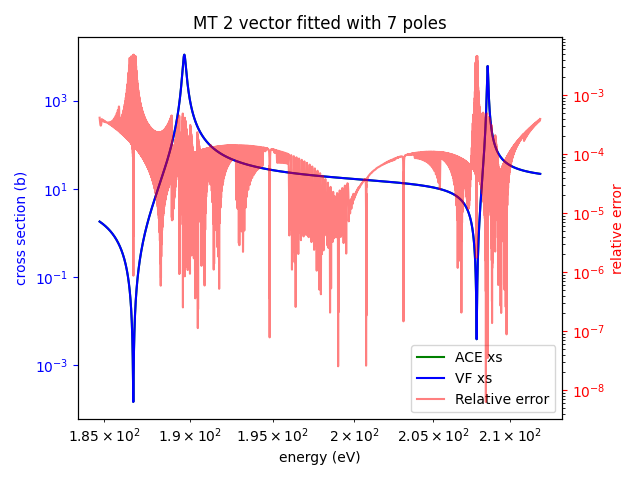 MT 2 vector fitted with 7 poles
10³
10¹
10⁻¹
10⁻³
cross section (b)
10⁻³
10⁻⁴
10⁻⁵
10⁻⁶
10⁻⁷
10⁻⁸
relative error
ACE xs
VF xs
Relative error
1.85 × 10² 1.9 × 10² 1.95 × 10² 2 × 10² 2.05 × 10² 2.1 × 10²
energy (eV)